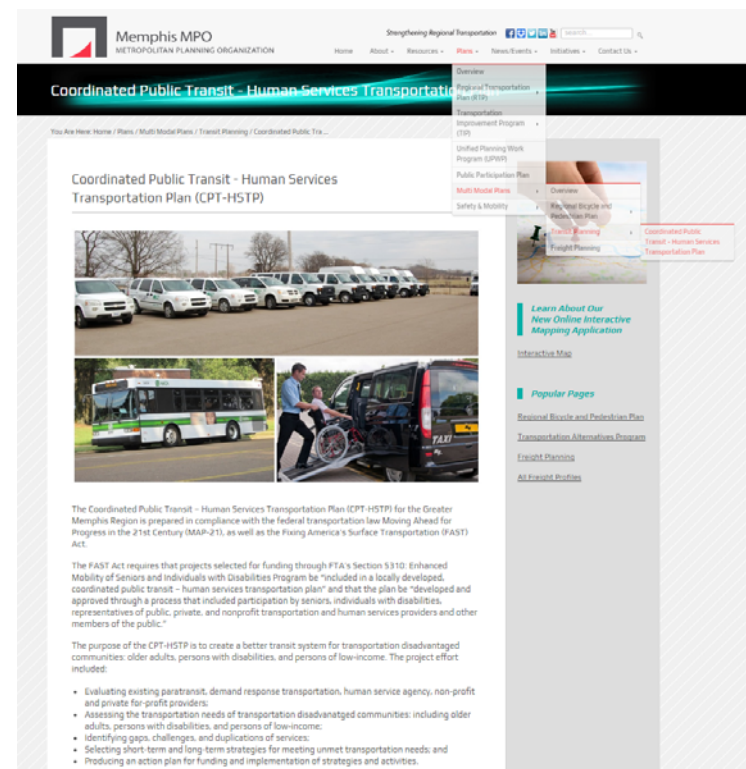 Memphis MPO
METROPOLITAN PLANNING ORGANIZATION
Strengthening Regional Transportation
search...
Home About Resources Plans News/Events Initiatives Contact Us
Coordinated Public Transit - Human Services Transportatio
Overview
Regional Transportation
Plan (RTP)
Transportation
Improvement Program
(TIP)
Unified Planning Work
Program (UPWP)
Public Participation Plan
Multi Modal Plans
Safety & Mobility
Overview
Regional Bicycle and
Pedestrian Plan
Transit Planning
Freight Planning
Coordinated Public
Transit - Human Services
Transportation Plan
You Are Here: Home / Plans / Multi Modal Plans / Transit Planning / Coordinated Public Tra...
Coordinated Public Transit - Human Services
Transportation Plan (CPT-HSTP)
TAXI
The Coordinated Public Transit – Human Services Transportation Plan (CPT-HSTP) for the Greater
Memphis Region is prepared in compliance with the federal transportation law Moving Ahead for
Progress in the 21st Century (MAP-21), as well as the Fixing America's Surface Transportation (FAST)
Act.
The FAST Act requires that projects selected for funding through FTA's Section 5310: Enhanced
Mobility of Seniors and Individuals with Disabilities Program be "included in a locally developed,
coordinated public transit – human services transportation plan" and that the plan be "developed and
approved through a process that included participation by seniors, individuals with disabilities,
representatives of public, private, and nonprofit transportation and human services providers and other
members of the public."
The purpose of the CPT-HSTP is to create a better transit system for transportation disadvantaged
communities: older adults, persons with disabilities, and persons of low-income. The project effort
included:
• Evaluating existing paratransit, demand response transportation, human service agency, non-profit
and private for-profit providers;
• Assessing the transportation needs of transportation disadvanatged communities: including older
adults, persons with disabilities, and persons of low-income;
• Identifying gaps, challenges, and duplications of services;
• Selecting short-term and long-term strategies for meeting unmet transportation needs; and
• Producing an action plan for funding and implementation of strategies and activities.
Learn About Our
New Online Interactive
Mapping Application
Interactive Map
Popular Pages
Regional Bicycle and Pedestrian Plan
Transportation Alternatives Program
Freight Planning
All Freight Profiles